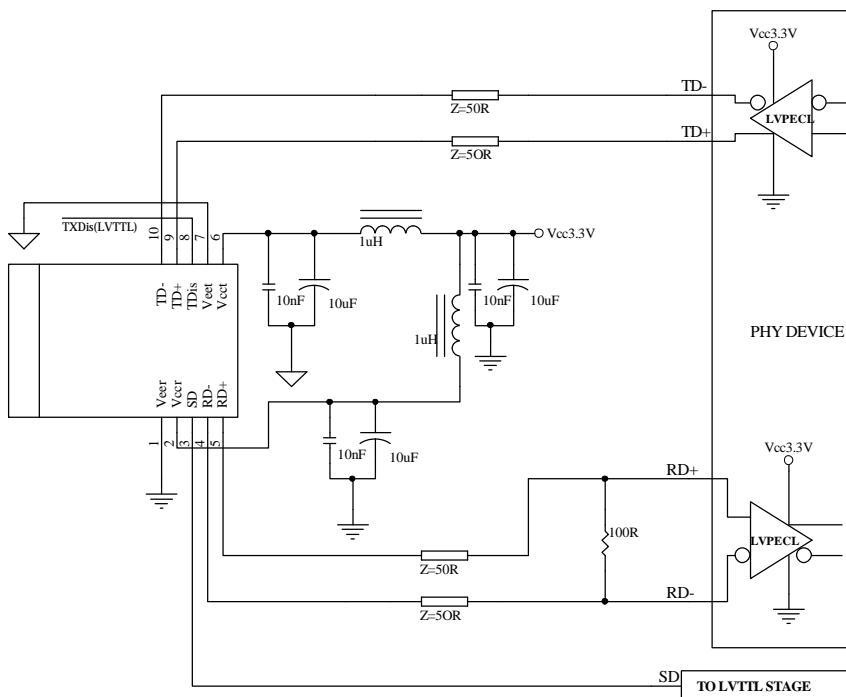 Vcc3.3V
TD-
LVPECL
Z=50R
TD+
Z=5OR
TXDis(LVTTL)
10
9
8
7
6
Vcc3.3V
1uH
10nF
10uF
10nF
10uF
TD-
TD+
TDis
Veet
Vcct
1uH
PHY DEVICE
Veer
Vccr
SD
RD-
RD+
1
2
3
4
5
10nF
10uF
Vcc3.3V
RD+
100R
LVPECL
Z=50R
RD-
Z=5OR
SD
TO LVTTL STAGE